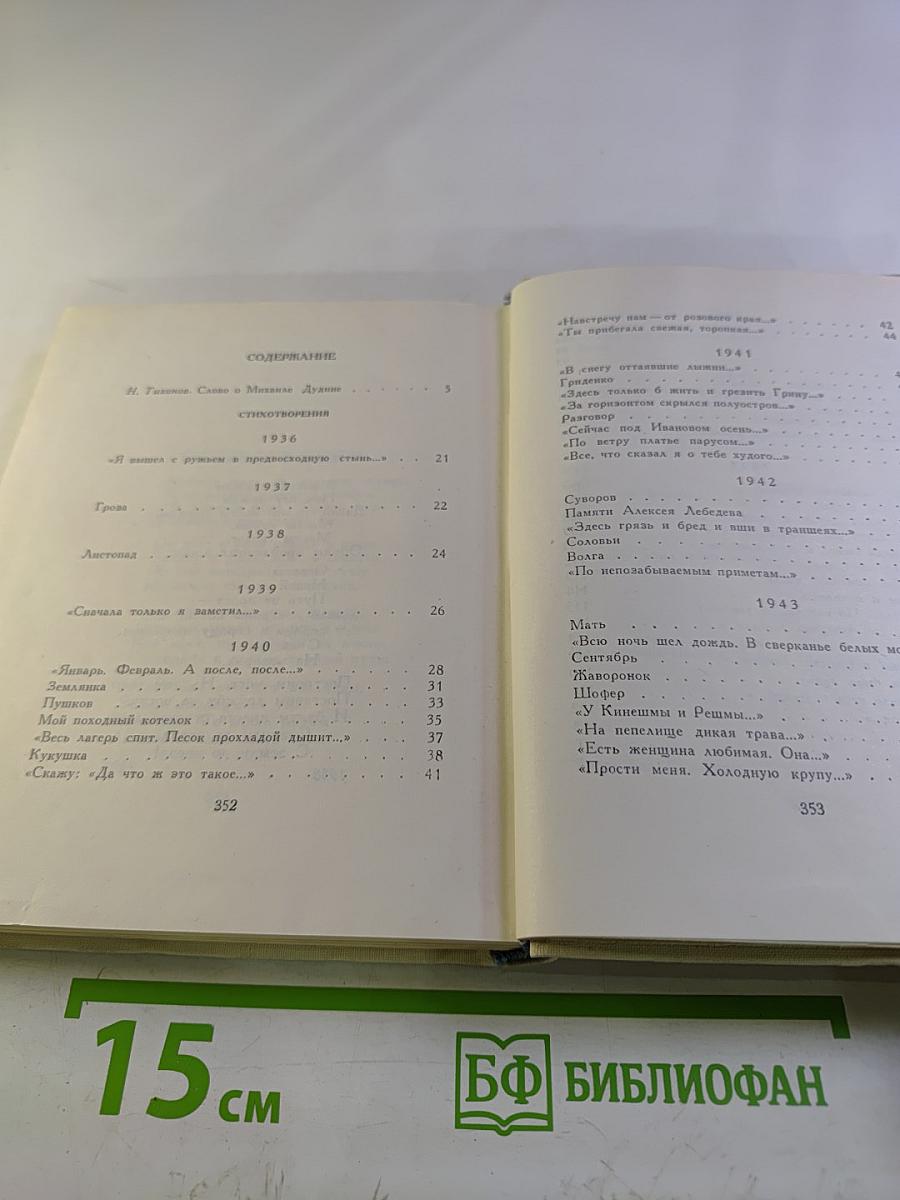 СОДЕРЖАНИЕ
Н. Тихонов. Слово о Михаиле Дудине . . . . . . 5
СТИХОТВОРЕНИЯ
1936
«Я вышел с ружьем в предвосходную стынь...» . . 21
1937
Гроза . . . . . . . . . . . . . . . . . 22
1938
Листопад . . . . . . . . . . . . . . . . 24
1939
«Сначала только я заметил...» . . . . . . . . . 26
1940
«Январь. Февраль. А после, после...» . . . . . . . 28
Землянка . . . . . . . . . . . . . . . . . 31
Пушков . . . . . . . . . . . . . . . . . 33
Мой походный котелок . . . . . . . . . . . . 35
«Весь лагерь спит. Песок прохладой дышит...» . . . 37
Кукушка . . . . . . . . . . . . . . . . . 38
«Скажу: «Да что ж это такое...» . . . . . . . . . 41
352
«Навстречу нам — от розового края...» . . . . . . 42
«Ты прибегала свежая, торопкая...» . . . . . . 44
1941
«В снегу оттаявшие лыжни...» . . . . . . . 4
Гриденко . . . . . . . . . . . . .
«Здесь только б жить и грезить Грину...» . . .
«За горизонтом скрылся полуостров...» . . . .
Разговор . . . . . . . . . . . . .
«Сейчас под Ивановом осень...» . . . . . .
«По ветру платье парусом...» . . . . . . .
«Все, что сказал я о тебе худого...» . . . . .
1942
Суворов . . . . . . . . . . . . .
Памяти Алексея Лебедева . . . . . . . .
«Здесь грязь и бред и вши в траншеях...» . . .
Соловьи . . . . . . . . . . . . .
Волга . . . . . . . . . . . . . .
«По непозабываемым приметам...» . . . . .
1943
Мать . . . . . . . . . . . . . .
«Всю ночь шел дождь. В сверканье белых мо
Сентябрь . . . . . . . . . . . .
Жаворонок . . . . . . . . . . . .
Шофер . . . . . . . . . . . . .
«У Кинешмы и Решмы...» . . . . . . .
«На пепелище дикая трава...» . . . . .
«Есть женщина любимая. Она...» . . . .
«Прости меня. Холодную крупу...» . . .
353
15 см
БФ БИБЛИОФАН